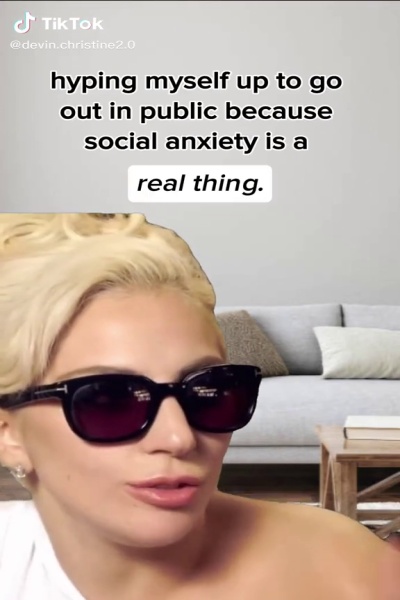 TikTok
@devin.christine2.0
hyping myself up to go
out in public because
social anxiety is a
real thing.